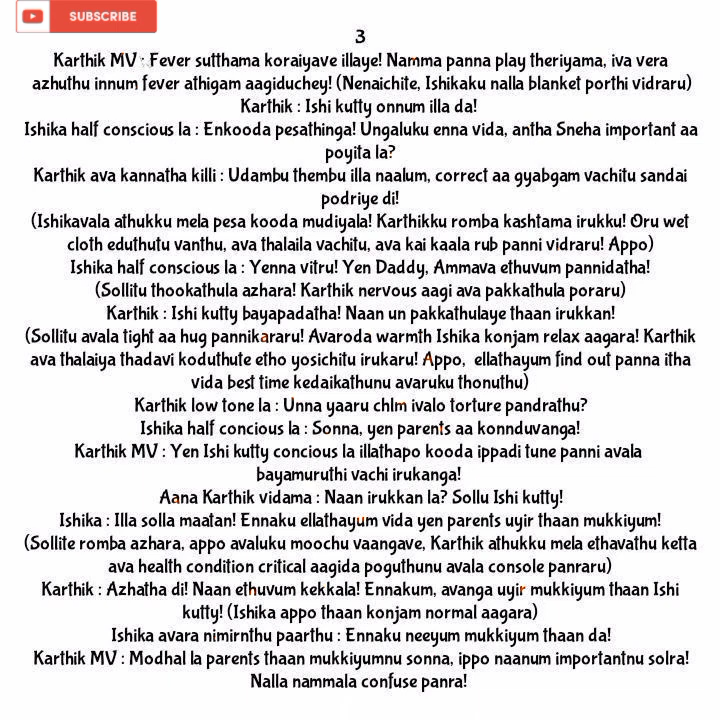 SUBSCRIBE
3
Karthik MV : Fever sutthama koraiyave illaye! Namma panna play theriyama, iva vera
azhuthu innum fever athigam aagiduchey! (Nenaichite, Ishikaku nalla blanket porthi vidraru)
Karthik : Ishi kutty onnum illa da!
Ishika half conscious la : Enkooda pesathinga! Ungaluku enna vida, antha Sneha important aa
poyita la?
Karthik ava kannatha killi : Udambu thembu illa naalum, correct aa gyabgam vachitu sandai
podriye di!
(Ishikavala athukku mela pesa kooda mudiyala! Karthikku romba kashtama irukku! Oru wet
cloth eduthutu vanthu, ava thalaila vachitu, ava kai kaala rub panni vidraru! Appo)
Ishika half conscious la : Yenna vitru! Yen Daddy, Ammava ethuvum pannidatha!
(Sollitu thookathula azhara! Karthik nervous aagi ava pakkathula poraru)
Karthik : Ishi kutty bayapadatha! Naan un pakkathulaye thaan irukkan!
(Sollitu avala tight aa hug pannikararu! Avaroda warmth Ishika konjam relax aagara! Karthik
ava thalaiya thadavi koduthute etho yosichitu irukaru! Appo, ellathayum find out panna itha
vida best time kedaikathunu avaruku thonuthu)
Karthik low tone la : Unna yaaru chlm ivalo torture pandrathu?
Ishika half concious la : Sonna, yen parents aa konnduvanga!
Karthik MV : Yen Ishi kutty concious la illathapo kooda ippadi tune panni avala
bayamuruthi vachi irukanga!
Aana Karthik vidama : Naan irukkan la? Sollu Ishi kutty!
Ishika : Illa solla maatan! Ennaku ellathayum vida yen parents uyir thaan mukkiyum!
(Sollite romba azhara, appo avaluku moochu vaangave, Karthik athukku mela ethavathu ketta
ava health condition critical aagida poguthunu avala console panraru)
Karthik : Azhatha di! Naan ethuvum kekkala! Ennakum, avanga uyir mukkiyum thaan Ishi
kutty! (Ishika appo thaan konjam normal aagara)
Ishika avara nimirnthu paarthu : Ennaku neeyum mukkiyum thaan da!
Karthik MV : Modhal la parents thaan mukkiyumnu sonna, ippo naanum importantnu solra!
Nalla nammala confuse panra!